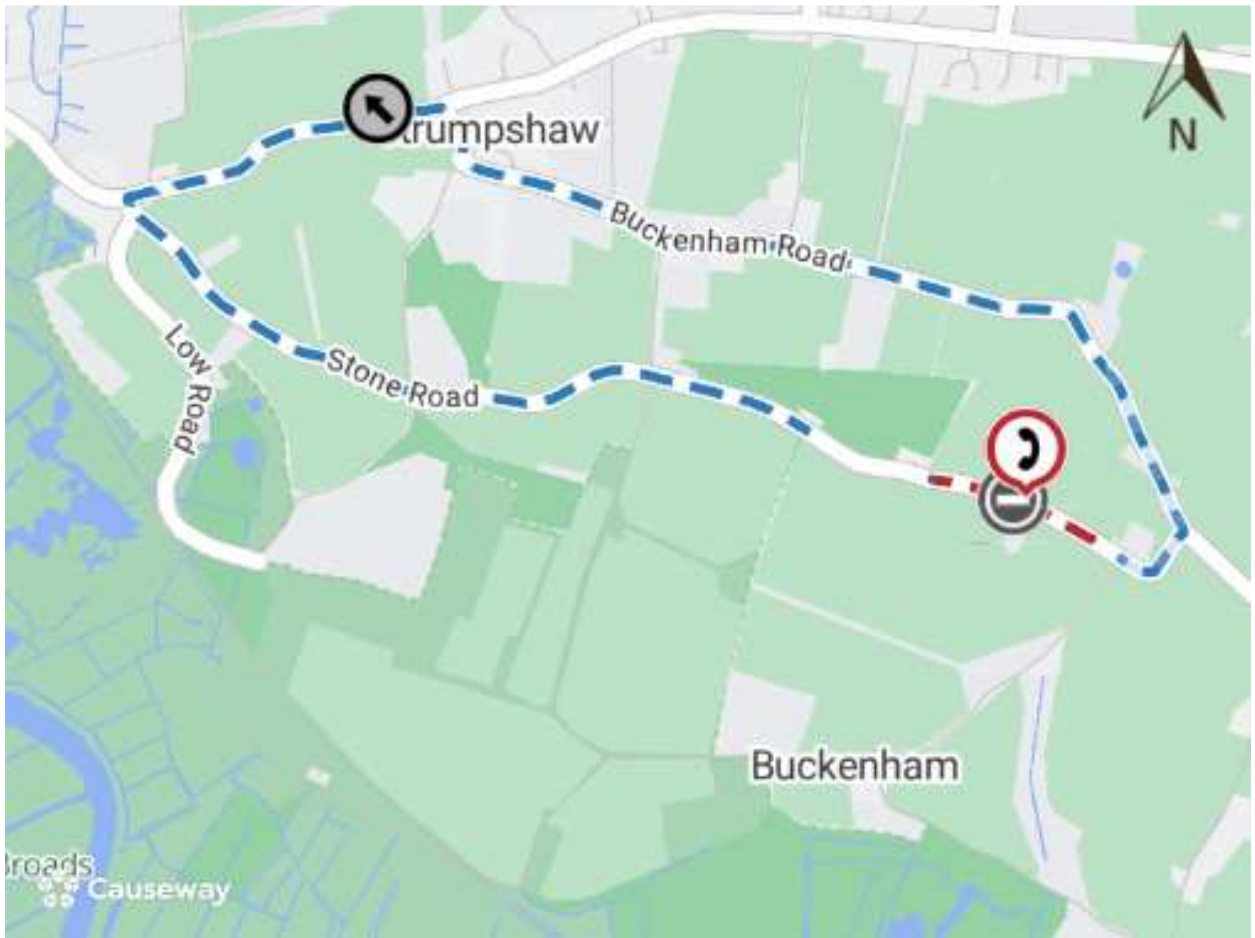 trumpshaw
N
Buckenham Road
Stone Road
Low Road
Buckenham
Broads
Causeway